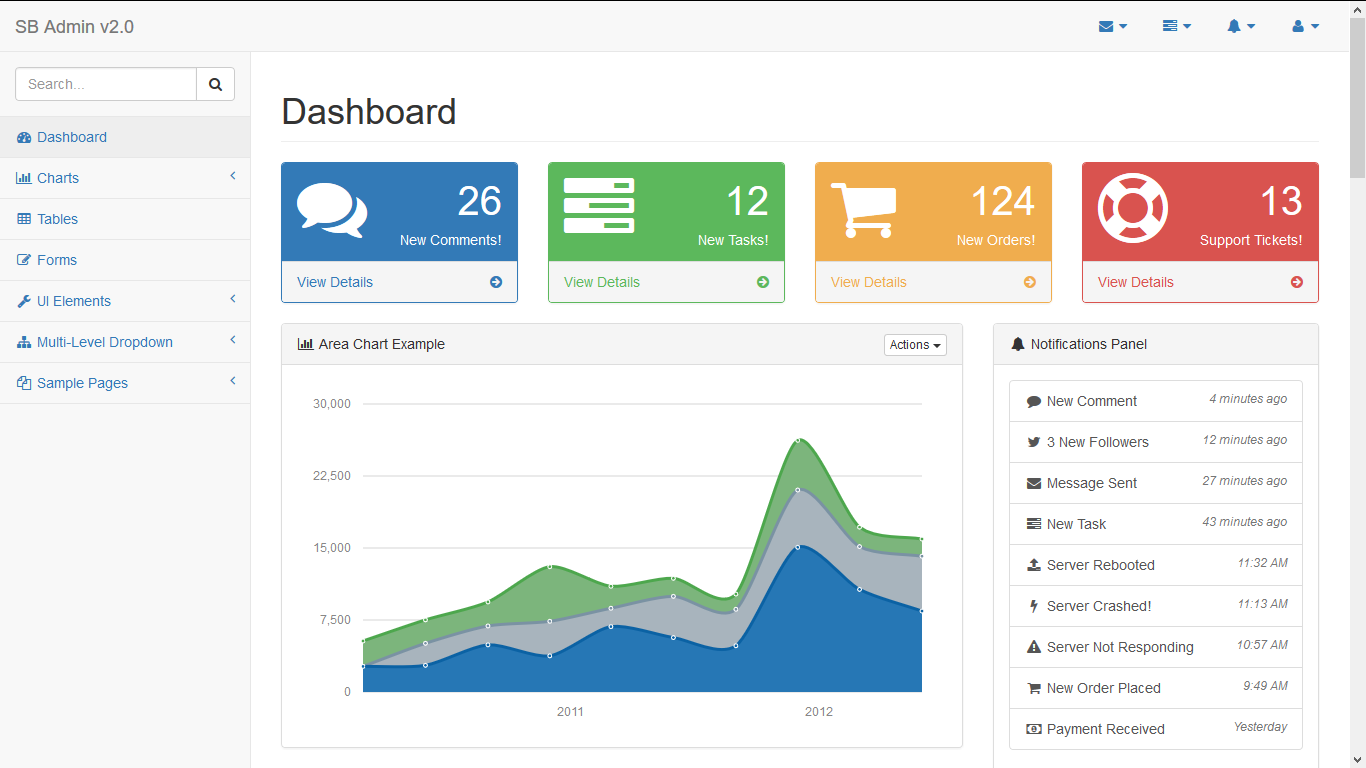 SB Admin v2.0
Search...
Dashboard
Charts
Tables
Forms
UI Elements
Multi-Level Dropdown
Sample Pages
Dashboard
26
New Comments!
View Details
12
New Tasks!
View Details
124
New Orders!
View Details
13
Support Tickets!
View Details
Area Chart Example
Actions
30,000
22,500
15,000
7,500
0
2011
2012
Notifications Panel
New Comment 4 minutes ago
3 New Followers 12 minutes ago
Message Sent 27 minutes ago
New Task 43 minutes ago
Server Rebooted 11:32 AM
Server Crashed! 11:13 AM
Server Not Responding 10:57 AM
New Order Placed 9:49 AM
Payment Received Yesterday